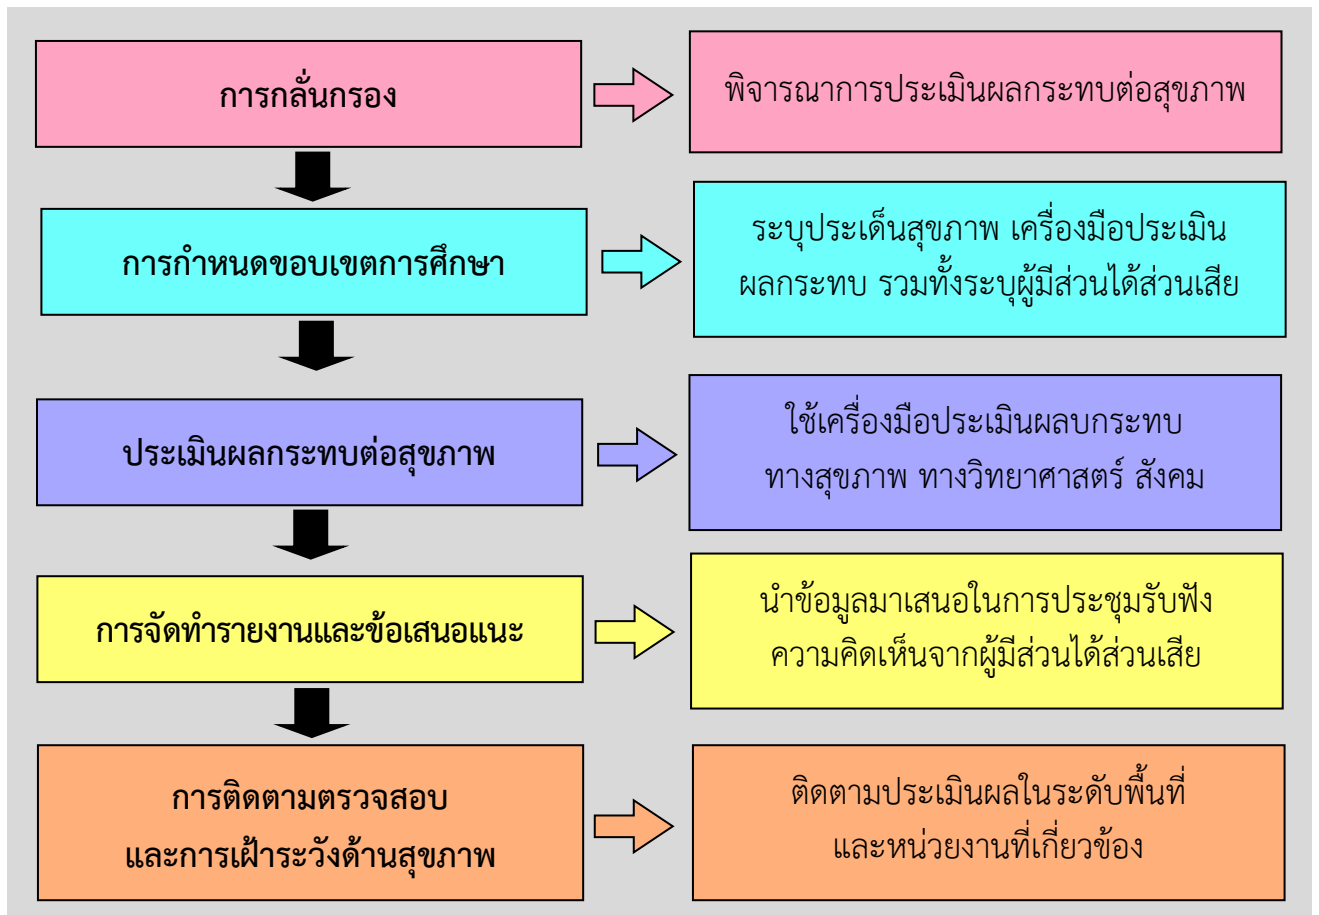 การกลั่นกรอง
พิจารณาการประเมินผลกระทบต่อสุขภาพ
การกำหนดขอบเขตการศึกษา
ระบุประเด็นสุขภาพ เครื่องมือประเมิน
ผลกระทบ รวมทั้งระบุผู้มีส่วนได้ส่วนเสีย
ประเมินผลกระทบต่อสุขภาพ
ใช้เครื่องมือประเมินผลบกระทบ
ทางสุขภาพ ทางวิทยาศาสตร์ สังคม
การจัดทำรายงานและข้อเสนอแนะ
นำข้อมูลมาเสนอในการประชุมรับฟัง
ความคิดเห็นจากผู้มีส่วนได้ส่วนเสีย
การติดตามตรวจสอบ
และการเฝ้าระวังด้านสุขภาพ
ติดตามประเมินผลในระดับพื้นที่
และหน่วยงานที่เกี่ยวข้อง